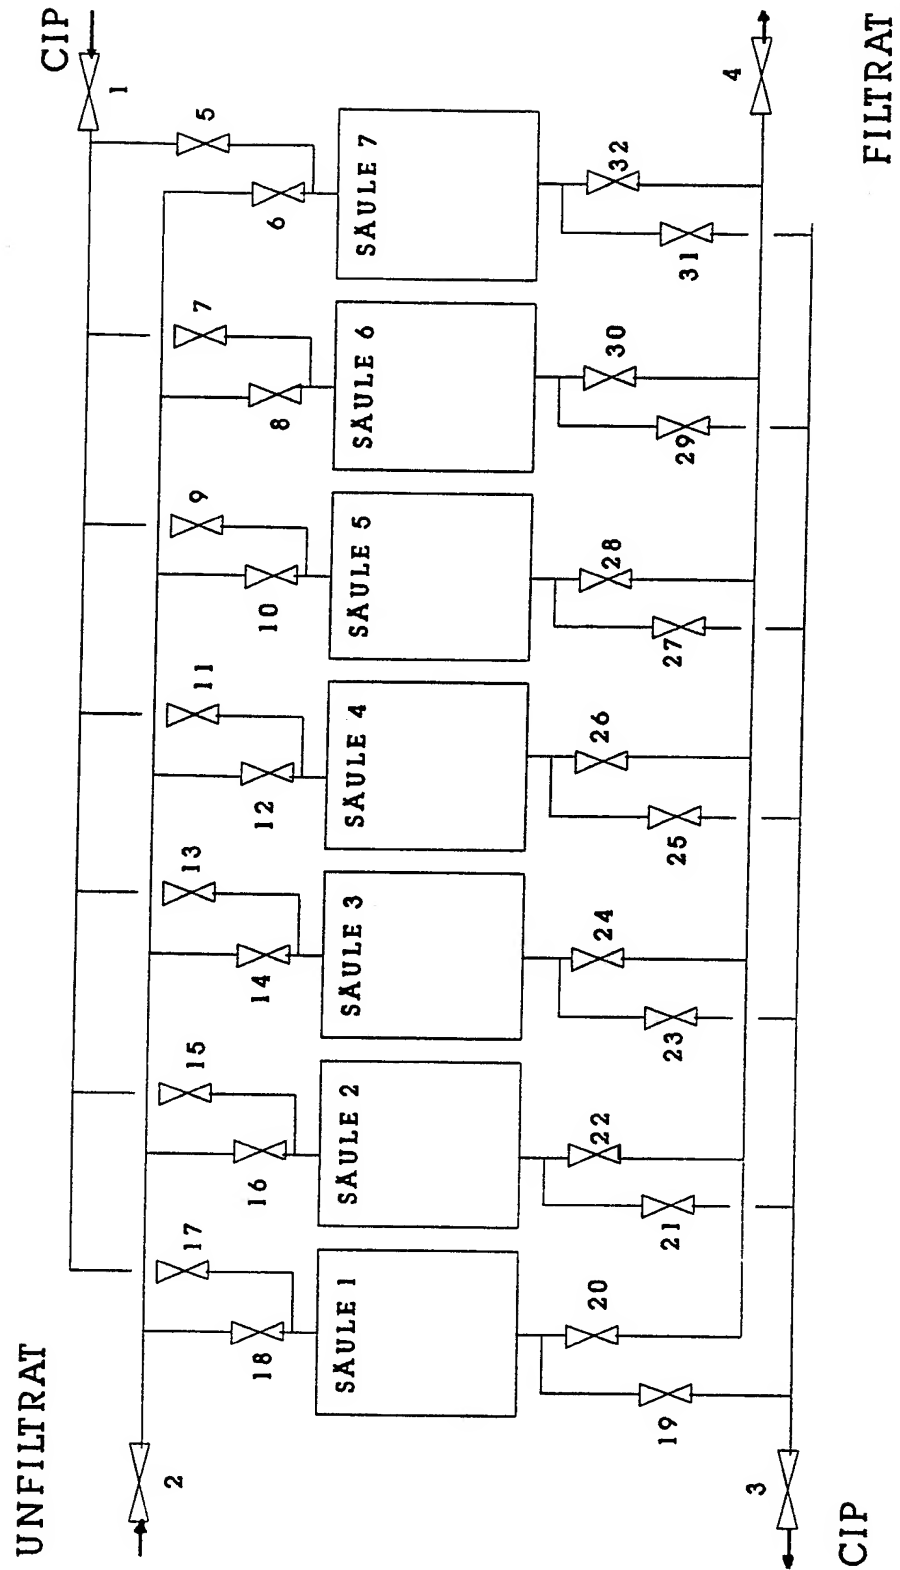 UNFILTRAT
CIP
2
1
17
15
13
11
9
7
5
18
16
14
12
10
8
6
SÄULE 1
SÄULE 2
SÄULE 3
SÄULE 4
SÄULE 5
SÄULE 6
SÄULE 7
20
22
24
26
28
30
32
19
21
23
25
27
29
31
3
4
CIP
FILTRAT